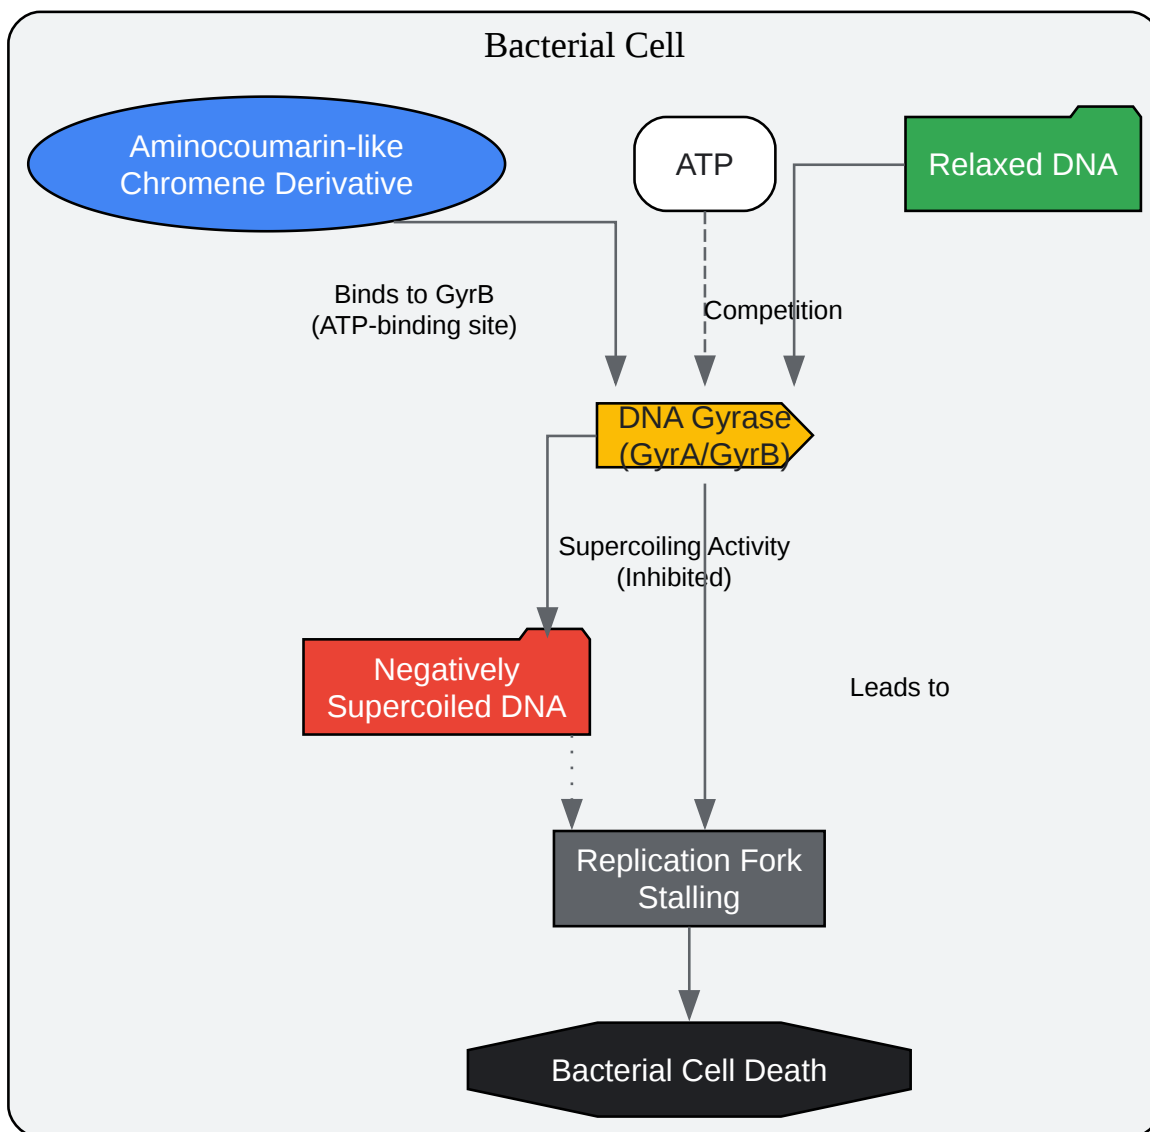 Bacterial Cell
Aminocoumarin-like
Chromene Derivative
ATP
Relaxed DNA
Binds to GyrB
(ATP-binding site)
Competition
DNA Gyrase
(GyrA/GyrB)
Supercoiling Activity
(Inhibited)
Negatively
Supercoiled DNA
Leads to
Replication Fork
Stalling
Bacterial Cell Death